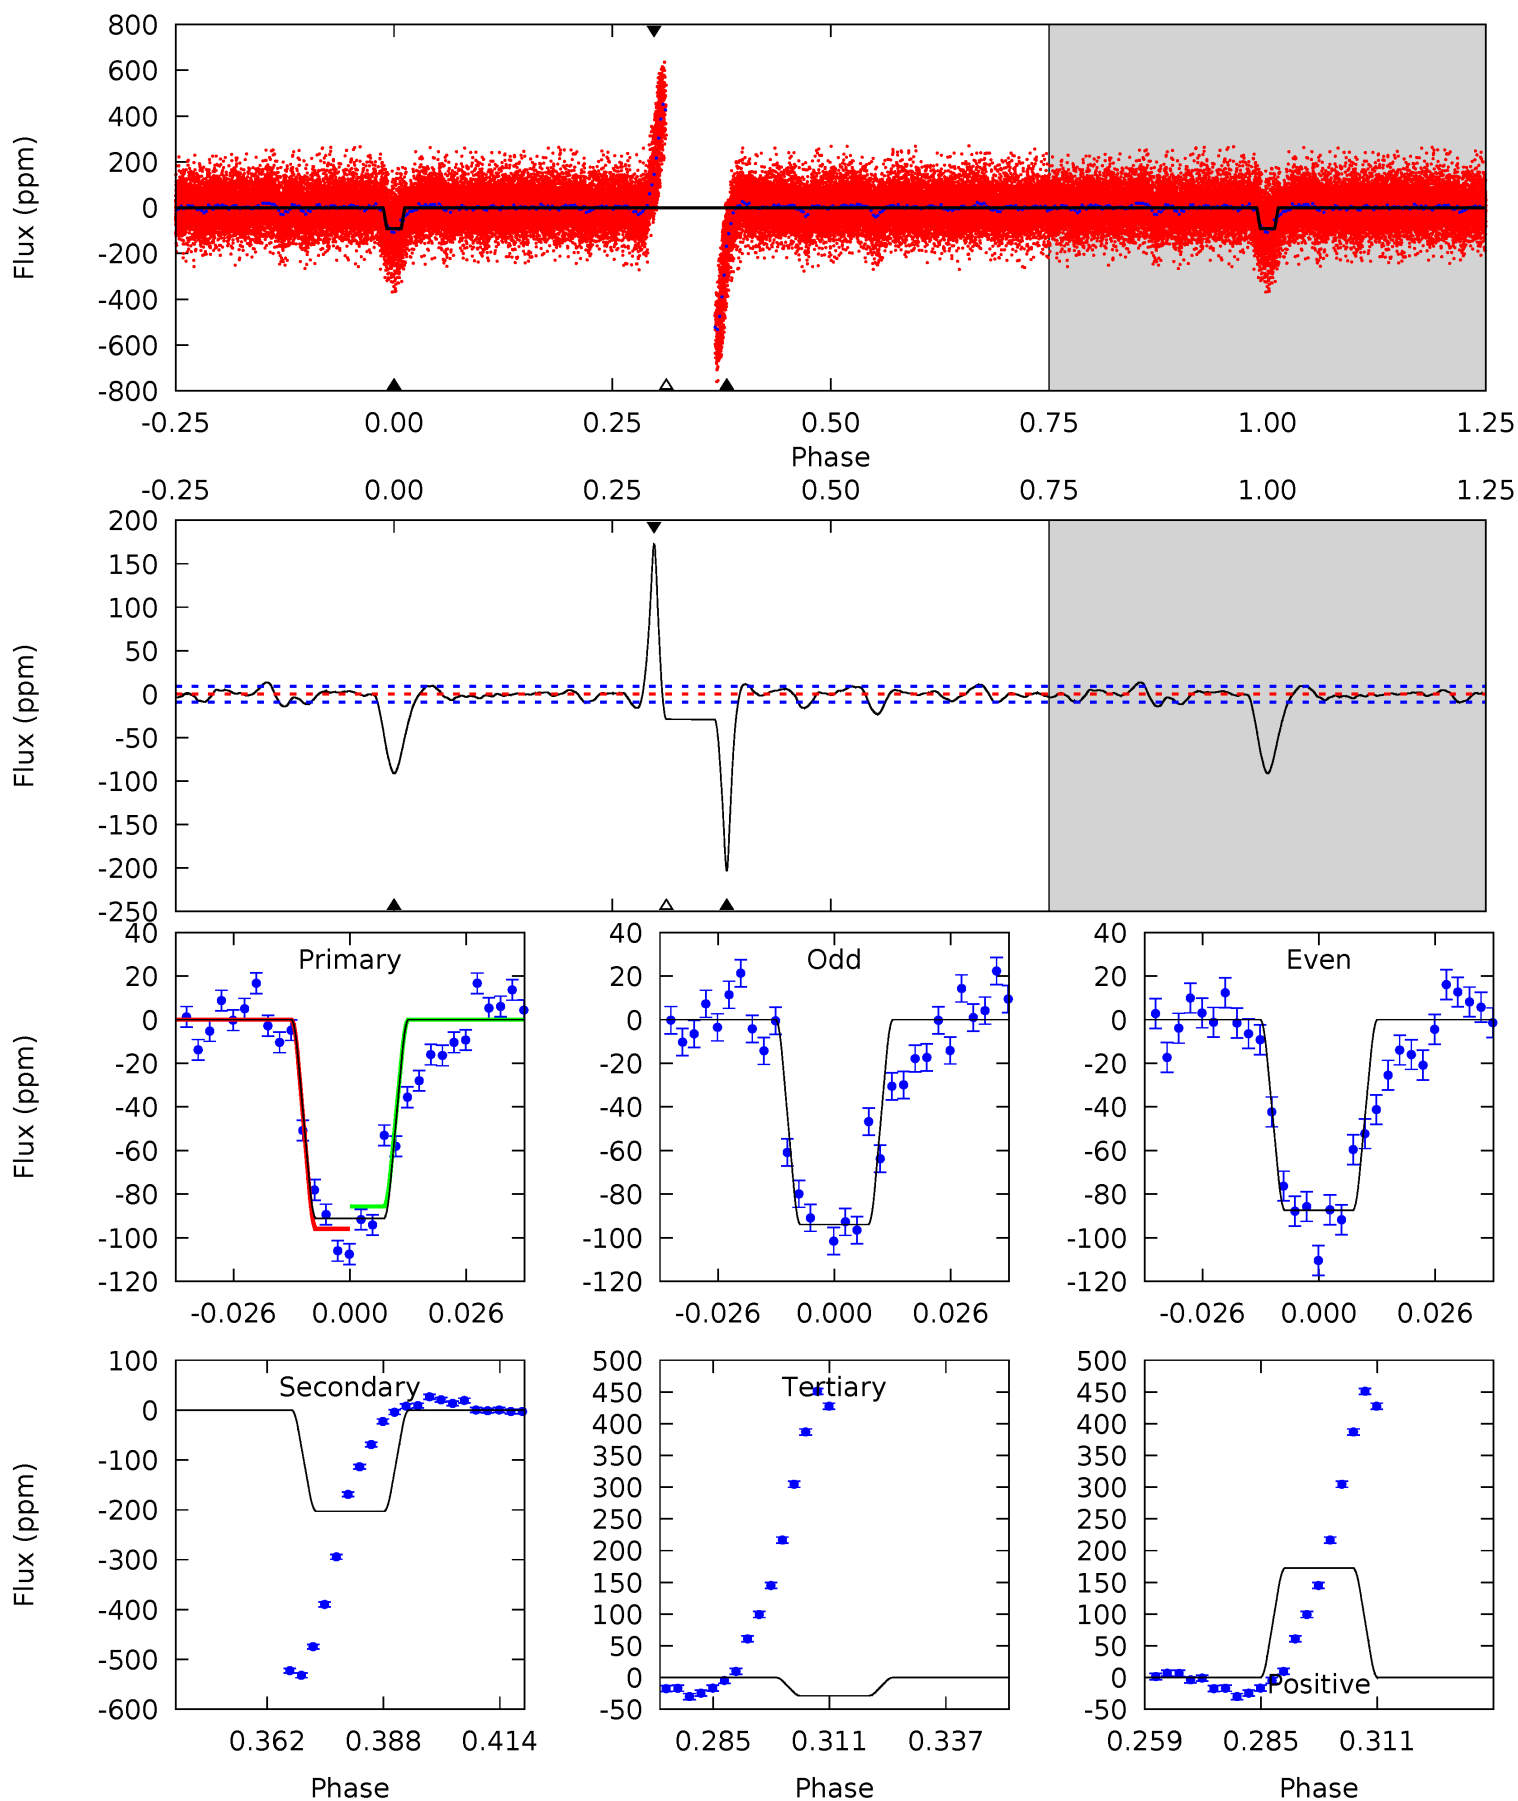 800
600
400
200
0
-200
-400
-600
-800
Flux (ppm)
-0.25 0.00 0.25 0.50 0.75 1.00 1.25
Phase
-0.25 0.00 0.25 0.50 0.75 1.00 1.25
200
150
100
50
0
-50
-100
-150
-200
-250
Flux (ppm)
40 40 40
Primary Odd Even
20 20 20
0 0 0
-20 -20 -20
-40 -40 -40
-60 -60 -60
-80 -80 -80
-100 -100 -100
-120 -120 -120
Flux (ppm)
-0.026 0.000 0.026 -0.026 0.000 0.026 -0.026 0.000 0.026
Secondary
100
0
-100
-200
-300
-400
-500
-600
Flux (ppm)
0.362 0.388 0.414
Phase
Tertiary
500
450
400
350
300
250
200
150
100
50
0
-50
0.285 0.311 0.337
Phase
500
450
400
350
300
250
200
150
100
50
0
-50
Positive
0.259 0.285 0.311
Phase